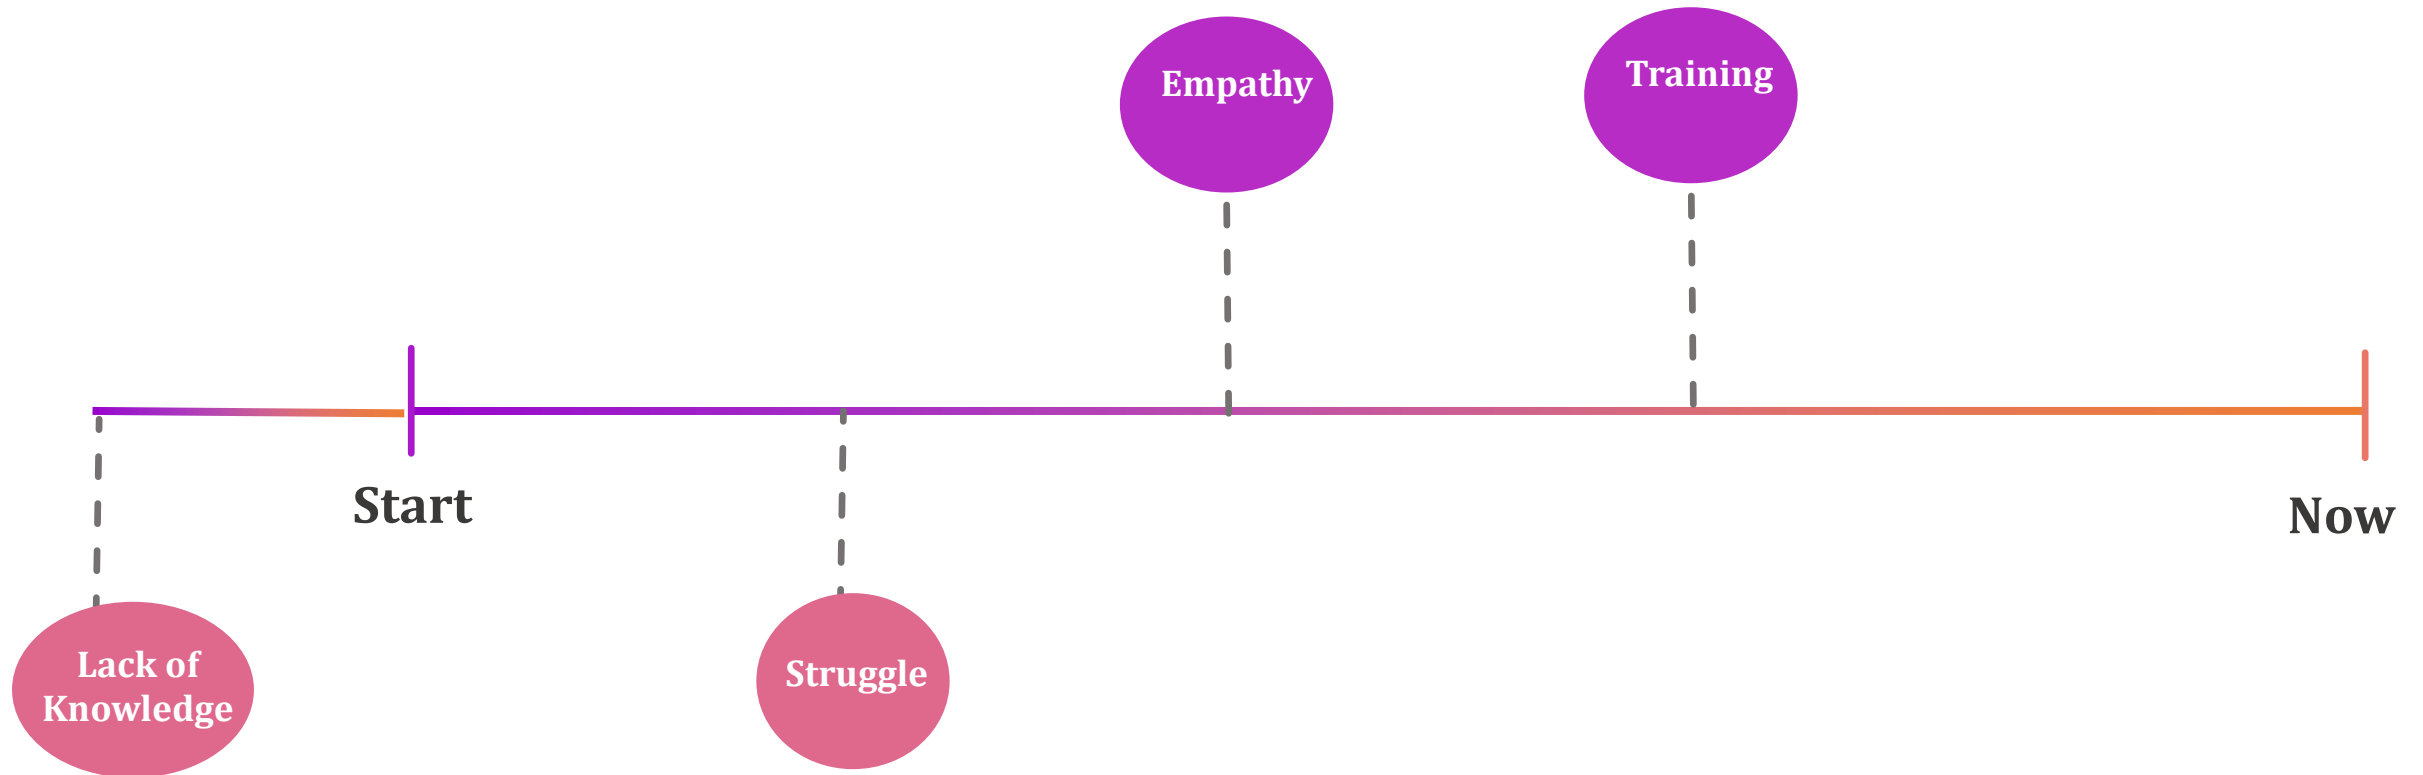 Empathy
Training
Start
Now
Lack of
Knowledge
Struggle